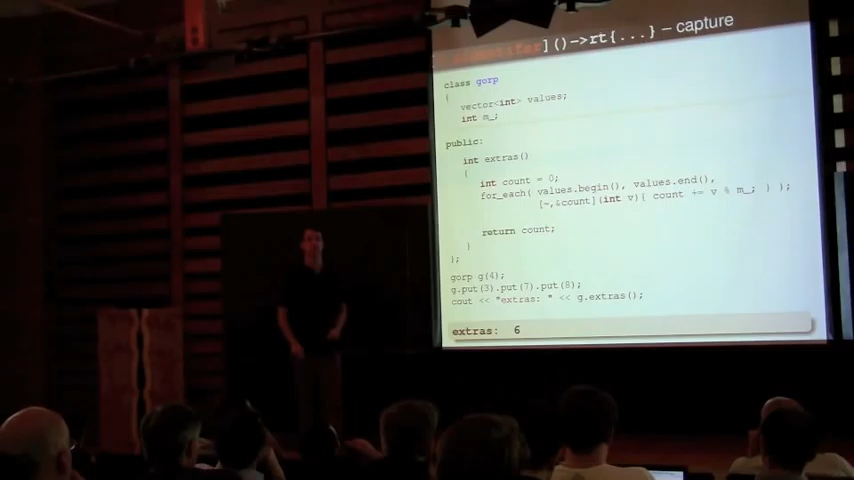 [identifier]()->rt{...} – capture
class gorp
{
vector<int> values;
int m_;
public:
int extras()
{
int count = 0;
for_each( values.begin(), values.end(),
[=,&count](int v){ count += v % m_; } );
return count;
}
};
gorp g(4);
g.put(3).put(7).put(8);
cout << "extras: " << g.extras();
extras: 6